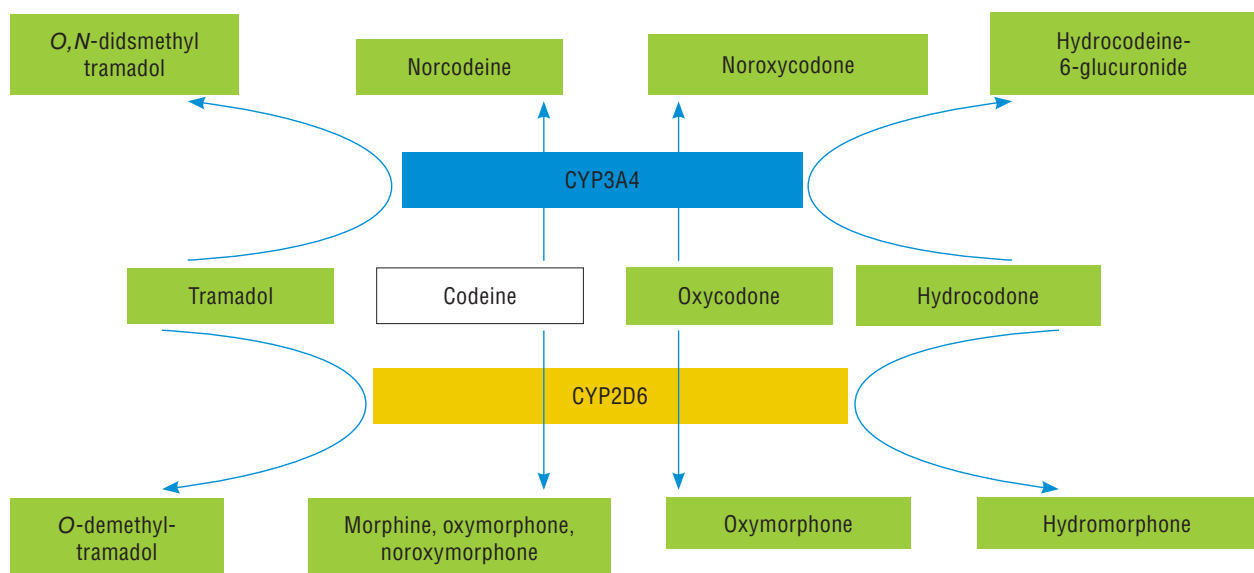 O,N-didsmethyl
tramadol
Norcodeine
Noroxycodone
Hydrocodeine-
6-glucuronide
CYP3A4
Tramadol
Codeine
Oxycodone
Hydrocodone
CYP2D6
O-demethyl-
tramadol
Morphine, oxymorphone,
noroxymorphone
Oxymorphone
Hydromorphone